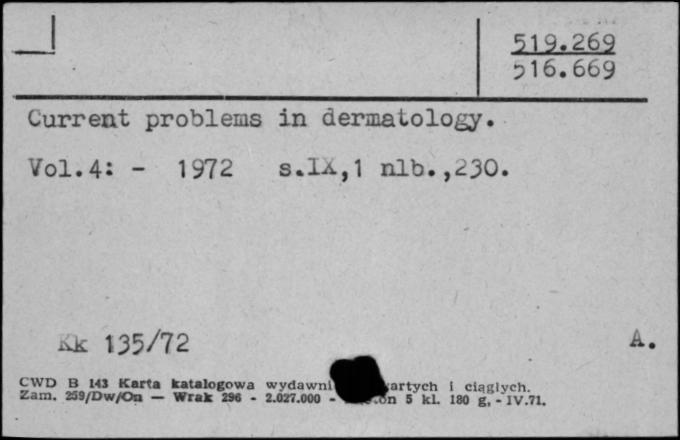 519.269
516.669
Current problems in dermatology.
Vol.4: - 1972 s.IX,1 nlb.,230.
Kk 135/72
A.
CWD B 143 Karta katalogowa wydawni artych i ciągłych.
Zam. 259/Dw/On — Wrak 296 - 2.027.000 - on 5 kl. 180 g, - IV.71.